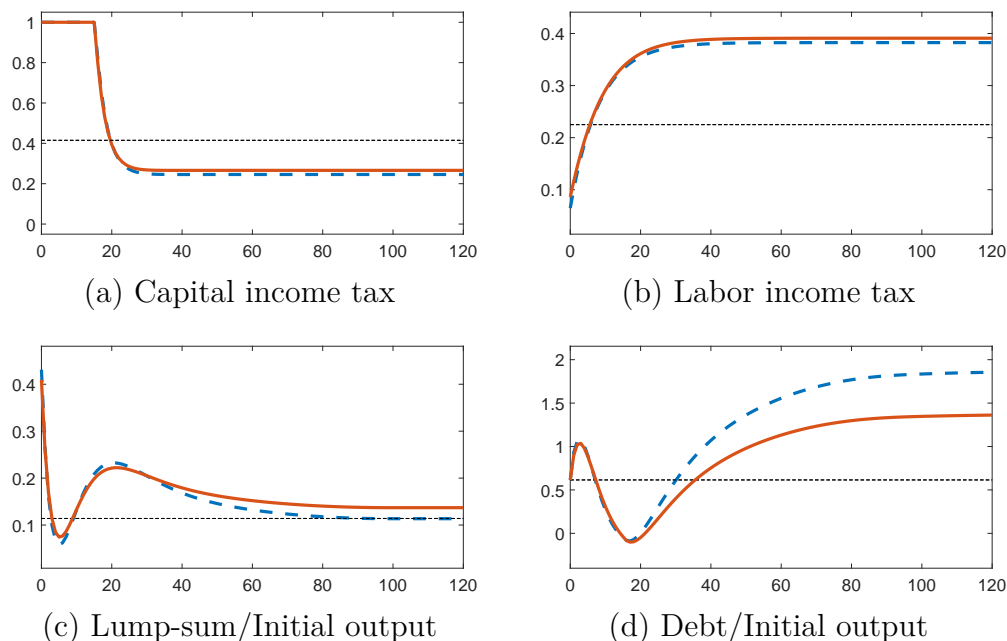 1
0.8
0.6
0.4
0.2
0
0 20 40 60 80 100 120
(a) Capital income tax
0.4
0.3
0.2
0.1
0 20 40 60 80 100 120
(b) Labor income tax
0.4
0.3
0.2
0.1
0 20 40 60 80 100 120
(c) Lump-sum/Initial output
2
1.5
1
0.5
0
0 20 40 60 80 100 120
(d) Debt/Initial output